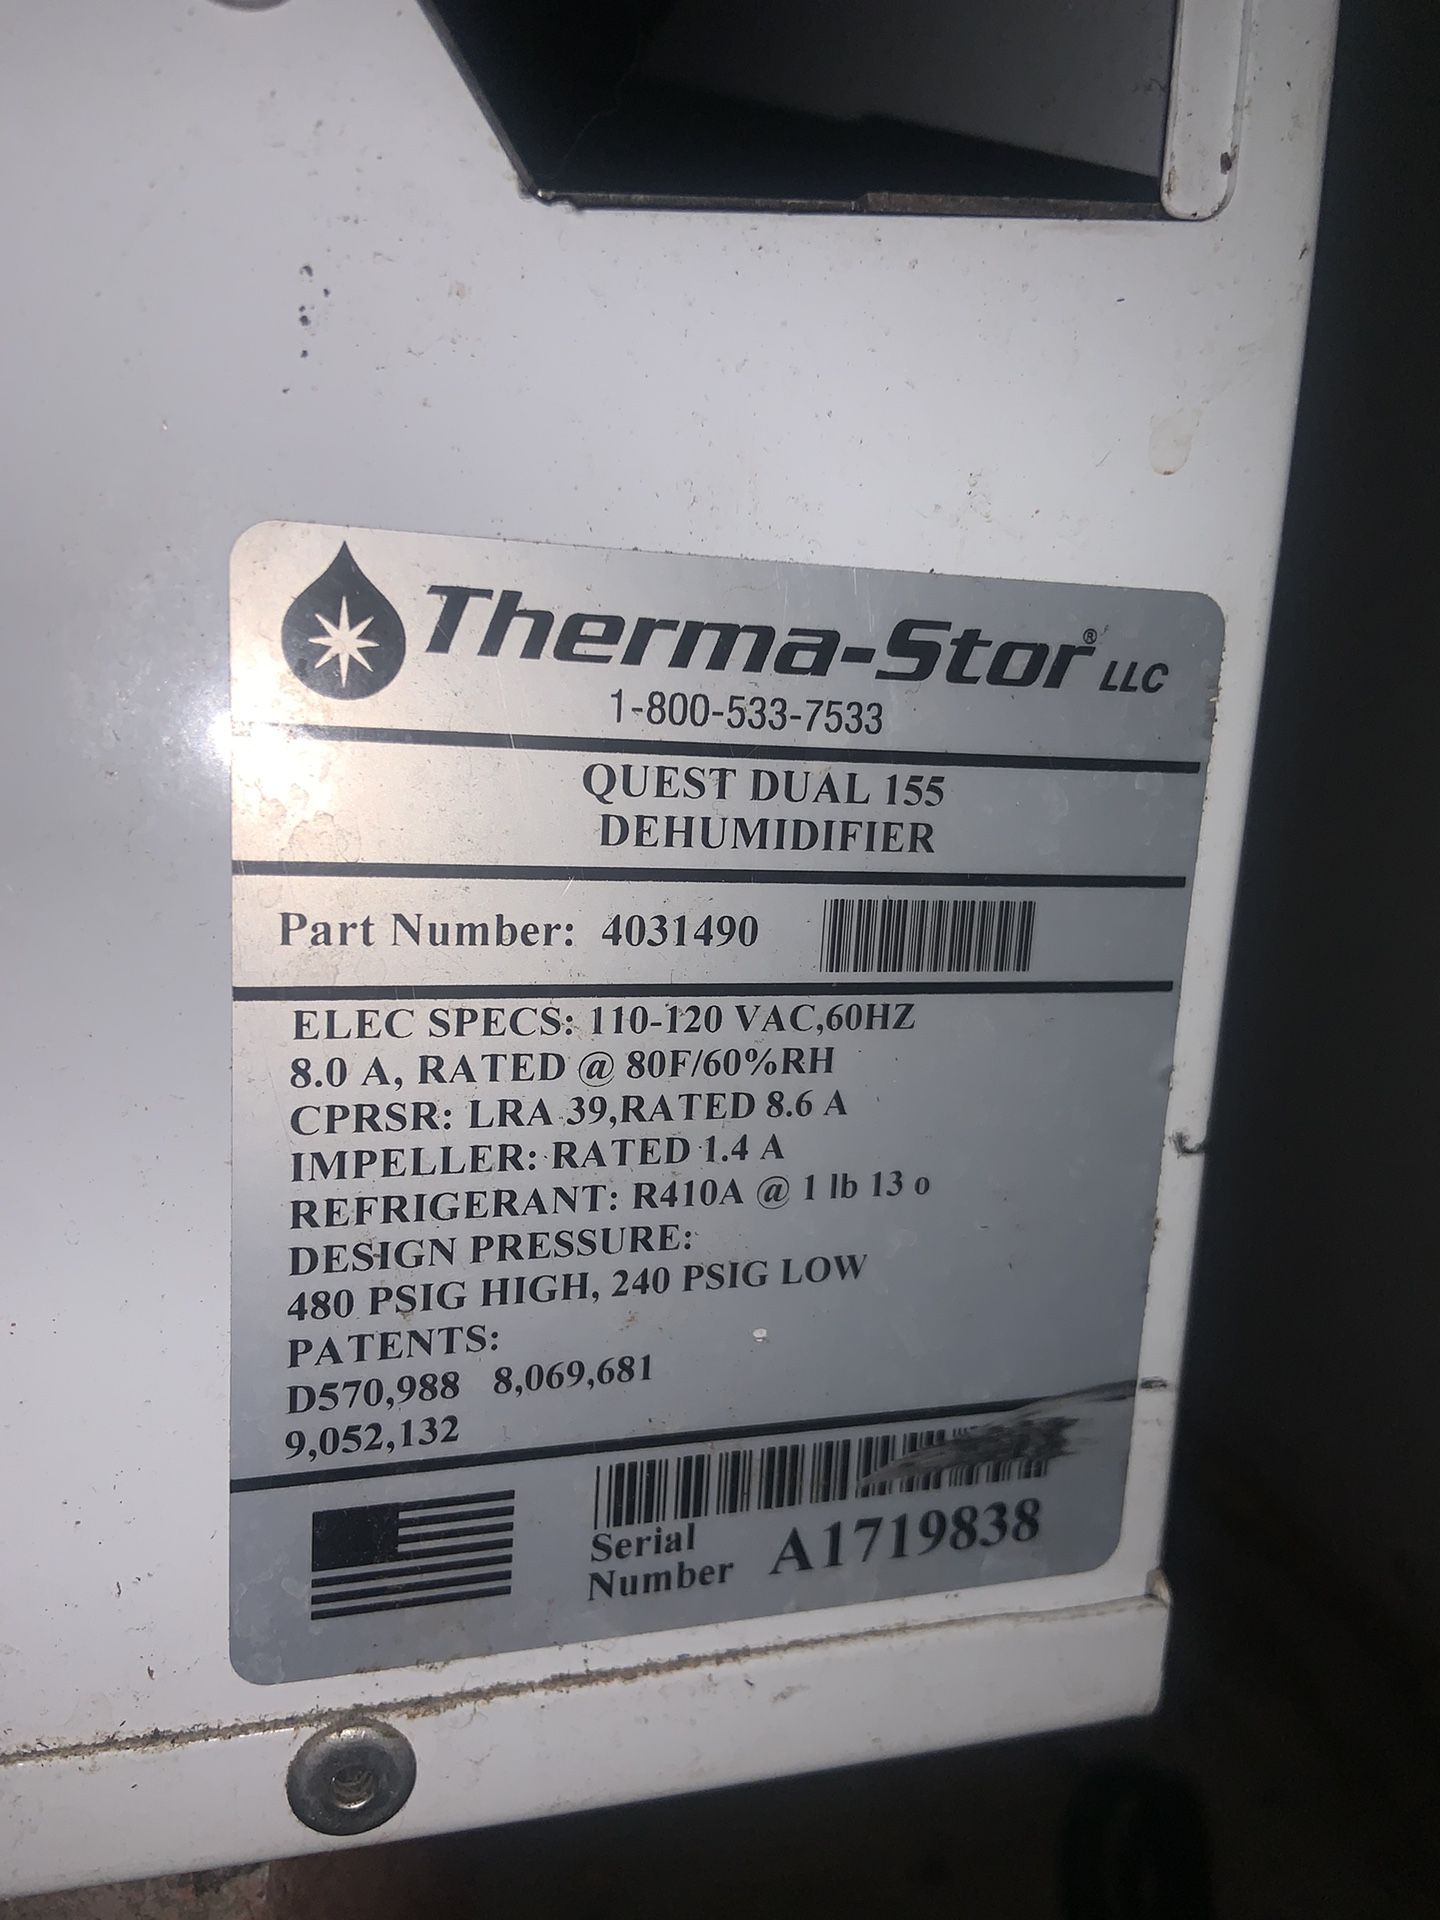 Therma-Stor® LLC
1-800-533-7533
QUEST DUAL 155
DEHUMIDIFIER
Part Number: 4031490
ELEC SPECS: 110-120 VAC,60HZ
8.0 A, RATED @ 80F/60%RH
CPRSR: LRA 39,RATED 8.6 A
IMPELLER: RATED 1.4 A
REFRIGERANT: R410A @ 1 lb 13 o
DESIGN PRESSURE:
480 PSIG HIGH, 240 PSIG LOW
PATENTS:
D570,988 8,069,681
9,052,132
Serial
Number A1719838